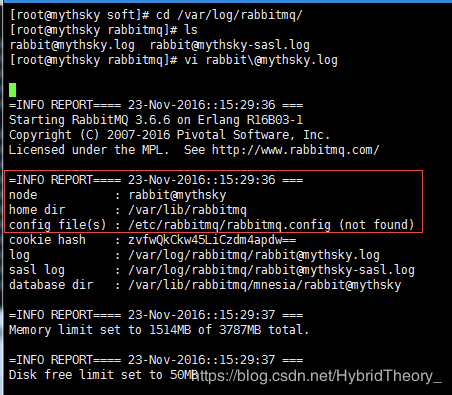 [root@mythsky soft]# cd /var/log/rabbitmq/
[root@mythsky rabbitmq]# ls
rabbit@mythsky.log  rabbit@mythsky-sasl.log
[root@mythsky rabbitmq]# vi rabbit\@mythsky.log
=INFO REPORT==== 23-Nov-2016::15:29:36 ===
Starting RabbitMQ 3.6.6 on Erlang R16B03-1
Copyright (C) 2007-2016 Pivotal Software, Inc.
Licensed under the MPL.  See http://www.rabbitmq.com/
=INFO REPORT==== 23-Nov-2016::15:29:36 ===
node           : rabbit@mythsky
home dir       : /var/lib/rabbitmq
config file(s) : /etc/rabbitmq/rabbitmq.config (not found)
cookie hash    : zvfwQkCkw45LiCzdm4apdw==
log            : /var/log/rabbitmq/rabbit@mythsky.log
sasl log       : /var/log/rabbitmq/rabbit@mythsky-sasl.log
database dir   : /var/lib/rabbitmq/mnesia/rabbit@mythsky
=INFO REPORT==== 23-Nov-2016::15:29:37 ===
Memory limit set to 1514MB of 3787MB total.
=INFO REPORT==== 23-Nov-2016::15:29:37 ===
Disk free limit set to 50MB
https://blog.csdn.net/HybridTheory_